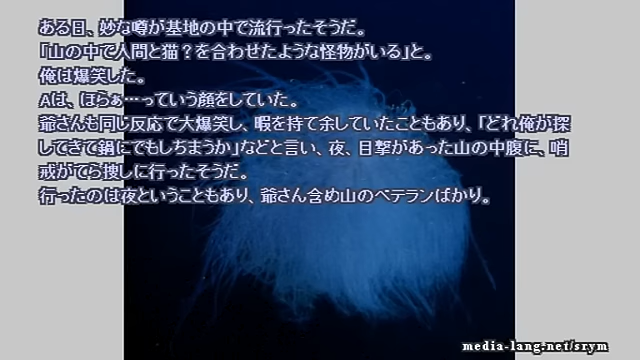 ある日、妙な噂が基地の中で流行ったそうだ。
「山の中で人間と猫？を合わせたような怪物がいる」と。
俺は爆笑した。
Aは、ほらぁ…っていう顔をしていた。
爺さんも同じ反応で大爆笑し、暇を持て余していたこともあり、「どれ俺が探
してきて鍋にでもしちまうか」などと言い、夜、目撃があった山の中腹に、哨
戒がてら捜しに行ったそうだ。
行ったのは夜ということもあり、爺さん含め山のベテランばかり。
media-lang.net/srym